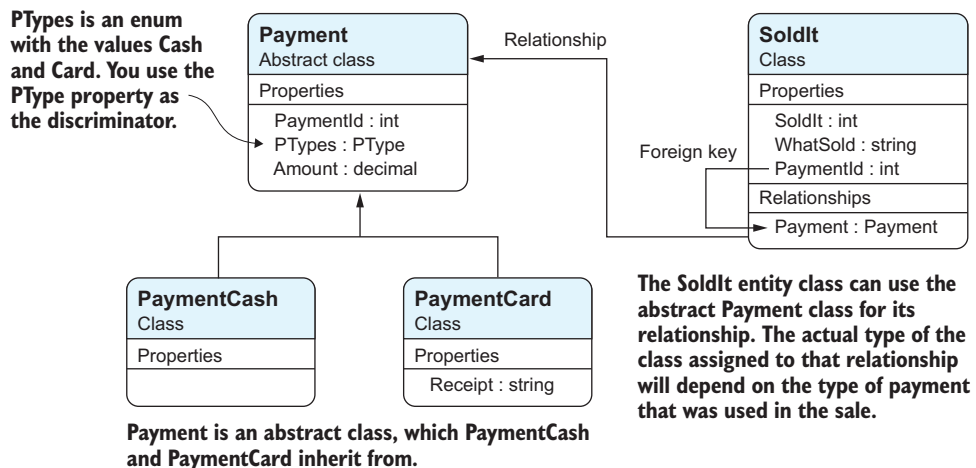 PTypes is an enum
with the values Cash
and Card. You use the
PType property as
the discriminator.
Payment
Abstract class
Properties
PaymentId : int
PTypes : PType
Amount : decimal
Relationship
SoldIt
Class
Properties
SoldIt : int
WhatSold : string
PaymentId : int
Foreign key
Relationships
Payment : Payment
PaymentCash
Class
Properties
PaymentCard
Class
Properties
Receipt : string
The SoldIt entity class can use the
abstract Payment class for its
relationship. The actual type of the
class assigned to that relationship
will depend on the type of payment
that was used in the sale.
Payment is an abstract class, which PaymentCash
and PaymentCard inherit from.